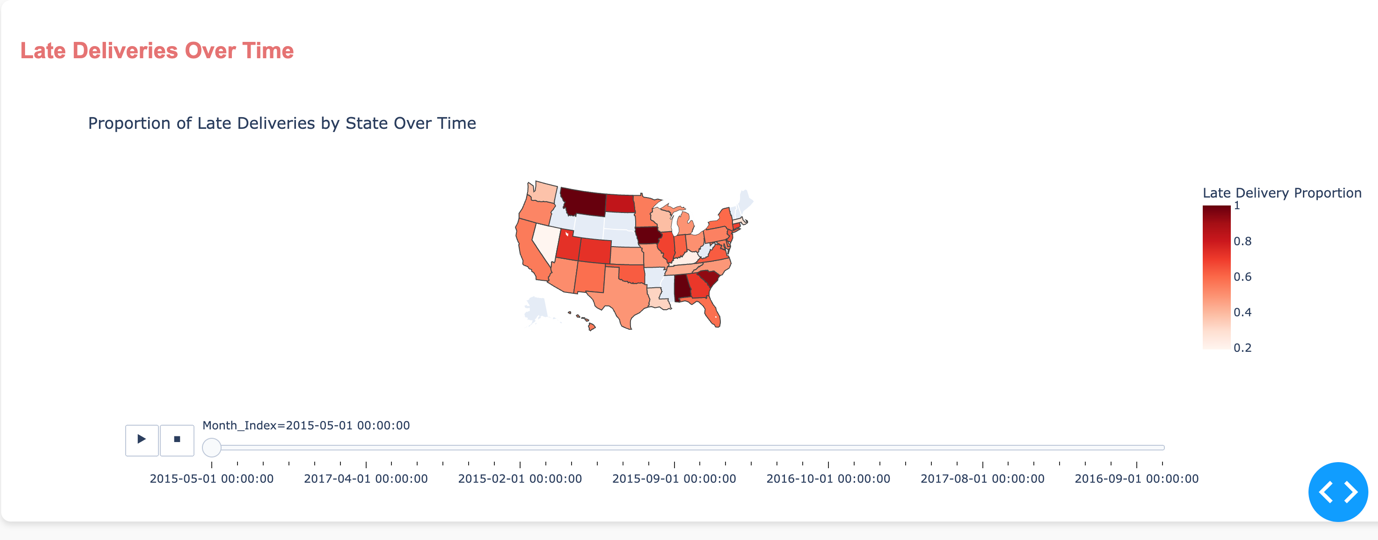 Late Deliveries Over Time
Proportion of Late Deliveries by State Over Time
Late Delivery Proportion
1
0.8
0.6
0.4
0.2
Month_Index=2015-05-01 00:00:00
2015-05-01 00:00:00 2017-04-01 00:00:00 2015-02-01 00:00:00 2015-09-01 00:00:00 2016-10-01 00:00:00 2017-08-01 00:00:00 2016-09-01 00:00:00